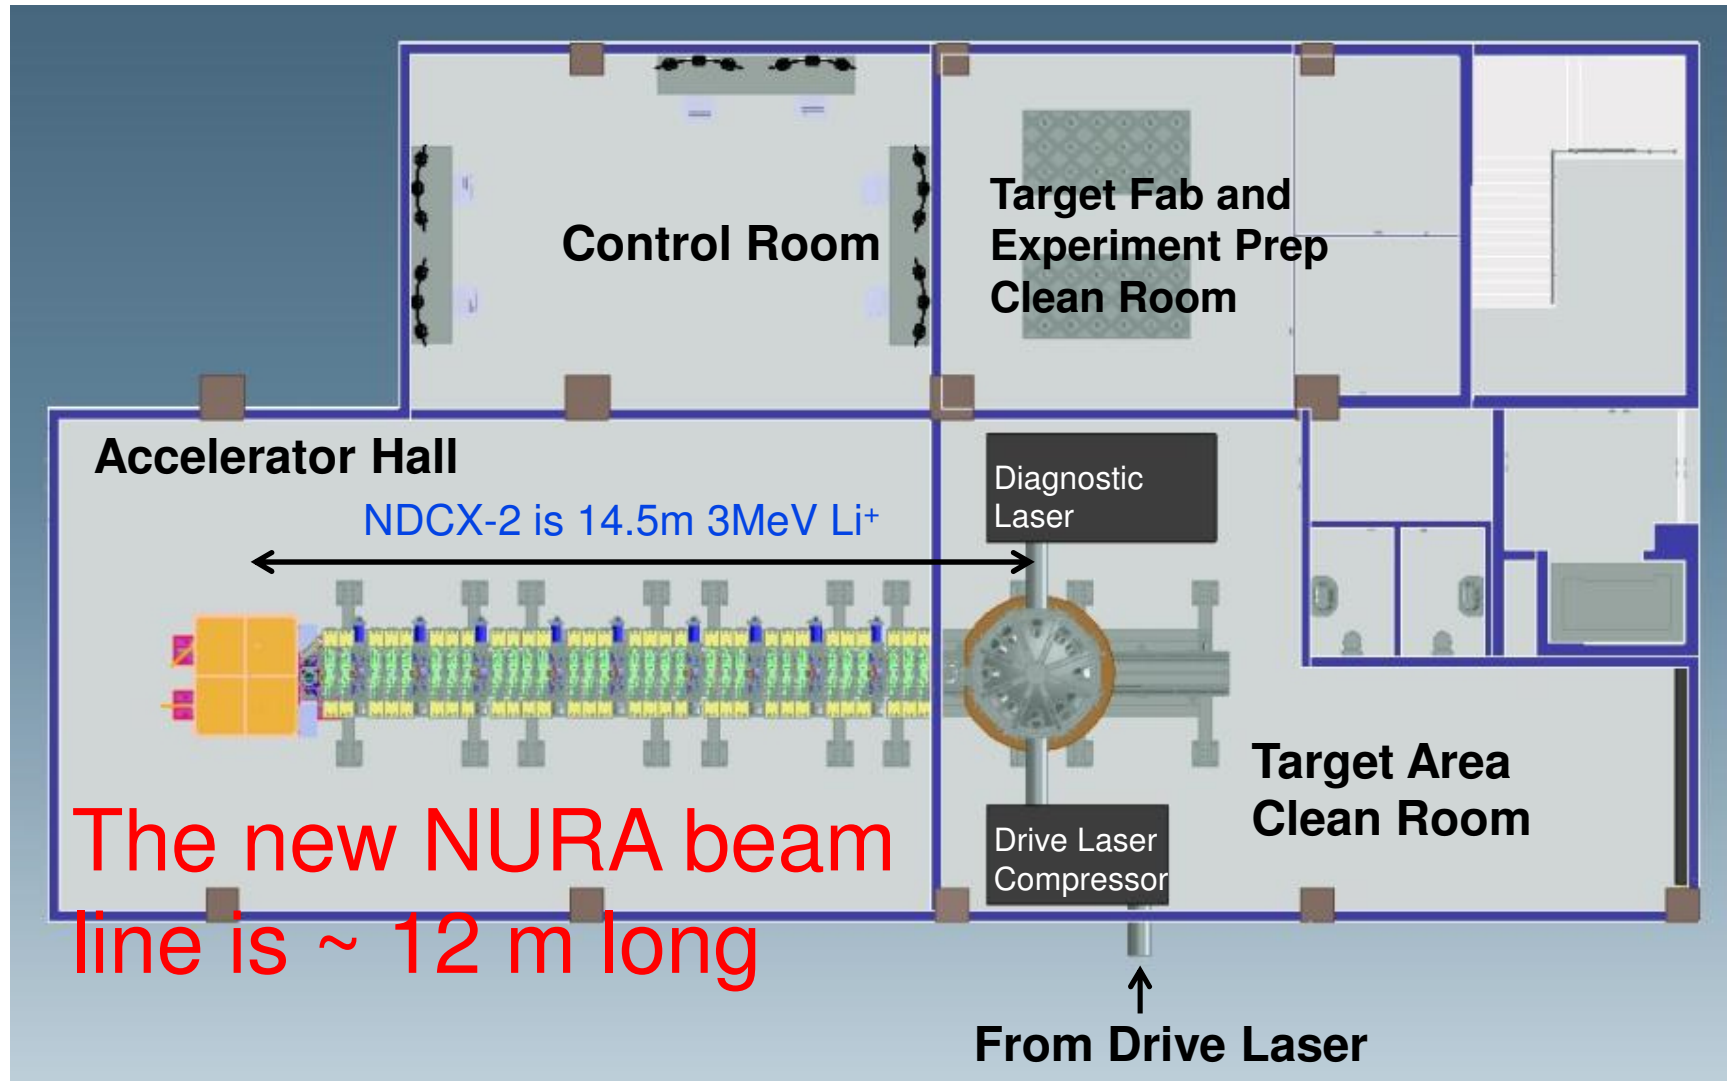 Control Room
Target Fab and
Experiment Prep
Clean Room
Accelerator Hall
NDCX-2 is 14.5m 3MeV Li⁺
Diagnostic
Laser
Target Area
Clean Room
The new NURA beam
line is ~ 12 m long
Drive Laser
Compressor
From Drive Laser